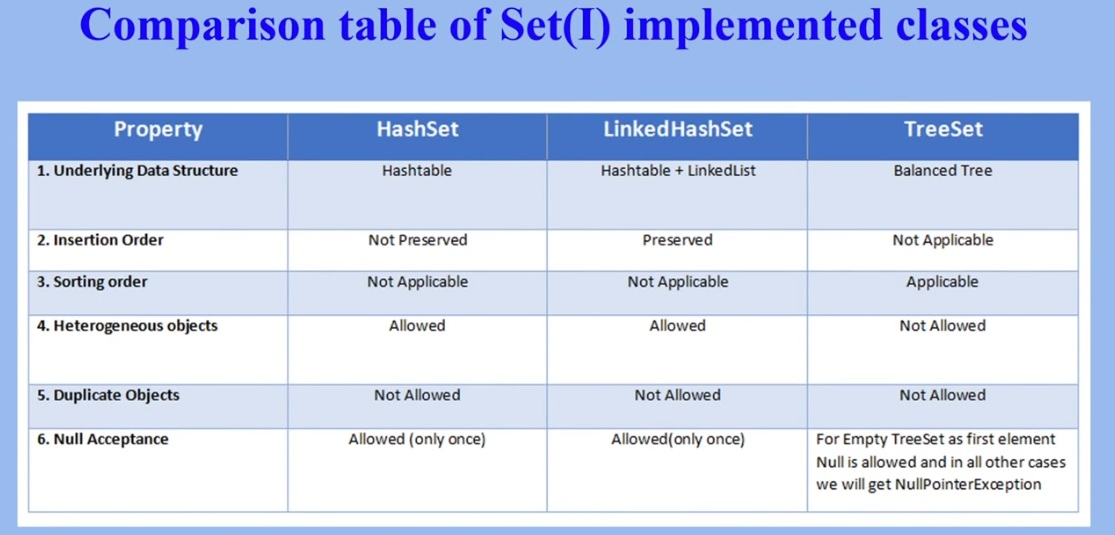 Comparison table of Set(I) implemented classes
Property HashSet LinkedHashSet TreeSet
1. Underlying Data Structure Hashtable Hashtable + LinkedList Balanced Tree
2. Insertion Order Not Preserved Preserved Not Applicable
3. Sorting order Not Applicable Not Applicable Applicable
4. Heterogeneous objects Allowed Allowed Not Allowed
5. Duplicate Objects Not Allowed Not Allowed Not Allowed
6. Null Acceptance Allowed (only once) Allowed(only once) For Empty TreeSet as first element
Null is allowed and in all other cases
we will get NullPointerException